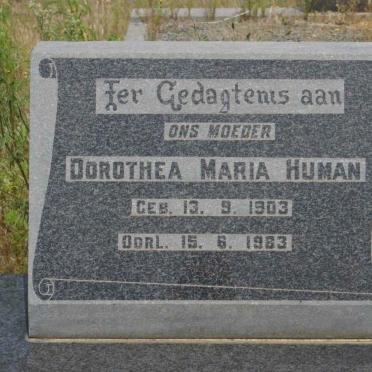 Ter Gedagtenis aan
ONS MOEDER
DOROTHEA MARIA HUMAN
GEB. 13. 9. 1903
OORL. 15. 6. 1983